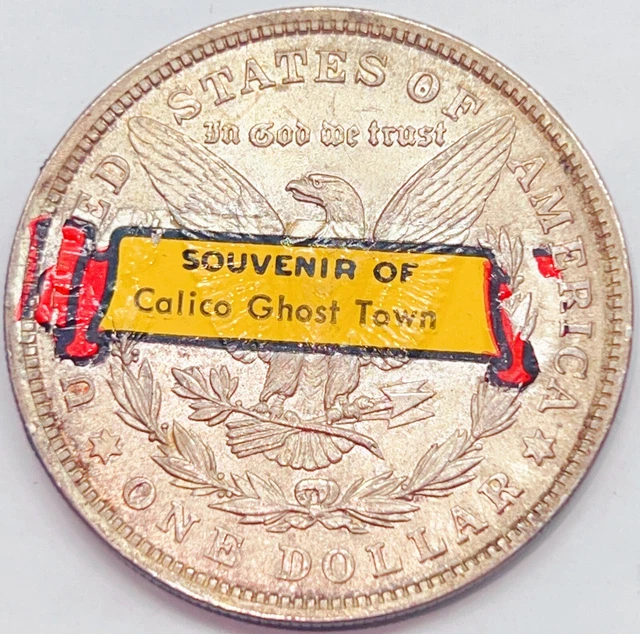 UNITED STATES OF AMERICA
In God we trust
SOUVENIR OF
Calico Ghost Town
ONE DOLLAR